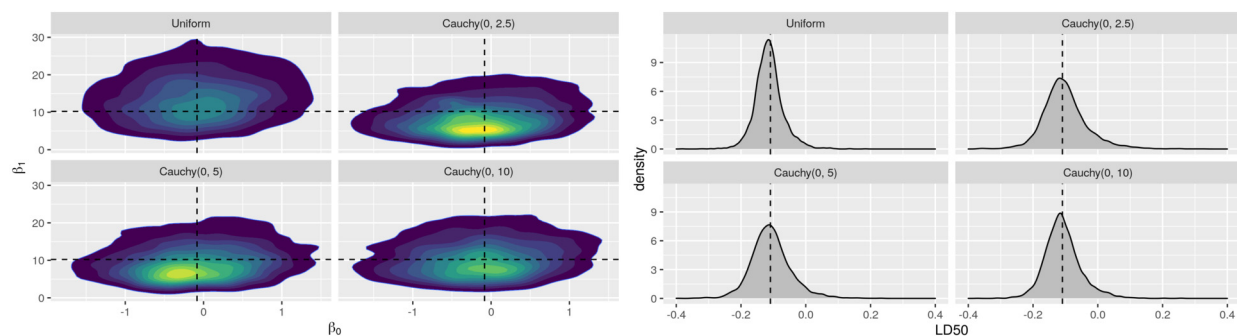 Uniform
Cauchy(0, 2.5)
30
20
10
0
Cauchy(0, 5)
Cauchy(0, 10)
30
20
10
0
-1
0
1
-1
0
1
β₁
β₀
Uniform
Cauchy(0, 2.5)
9
6
3
0
Cauchy(0, 5)
Cauchy(0, 10)
9
6
3
0
-0.4
-0.2
0.0
0.2
0.4
-0.4
-0.2
0.0
0.2
0.4
density
LD50